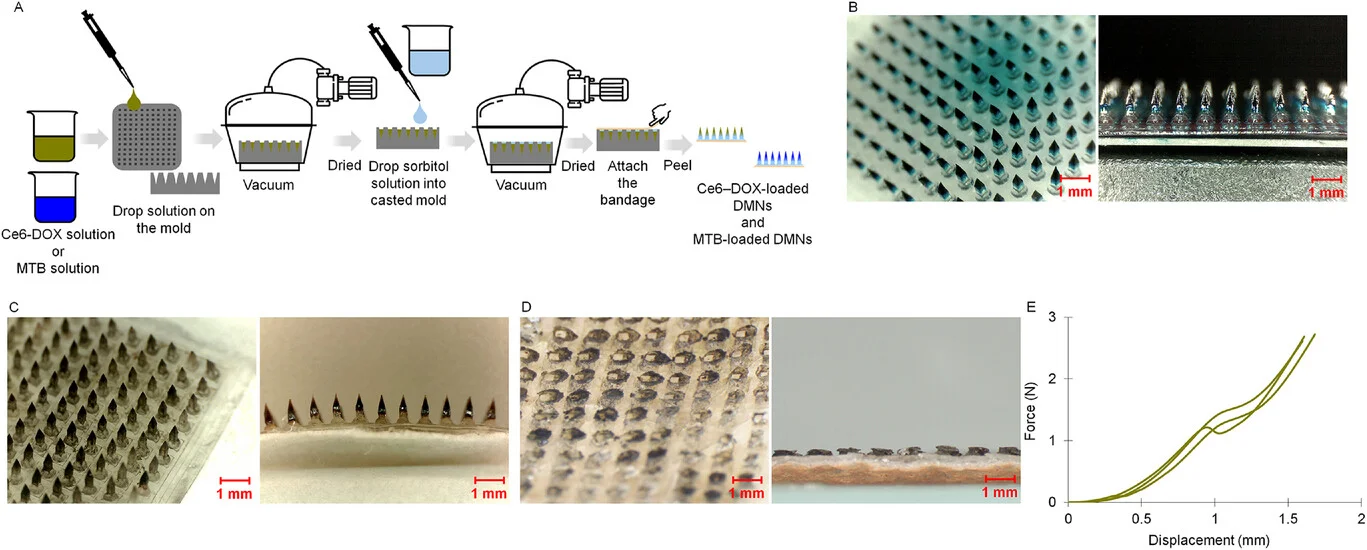 A
Ce6-DOX solution
or
MTB solution
Drop solution on
the mold
Vacuum
Dried
Drop sorbitol
solution into
casted mold
Vacuum
Dried
Attach
the
bandage
Peel
Ce6–DOX-loaded
DMNs
and
MTB-loaded DMNs
B
1 mm
1 mm
C
1 mm
1 mm
D
1 mm
1 mm
E
Force (N)
3
2
1
0
0
0.5
1
1.5
2
Displacement (mm)